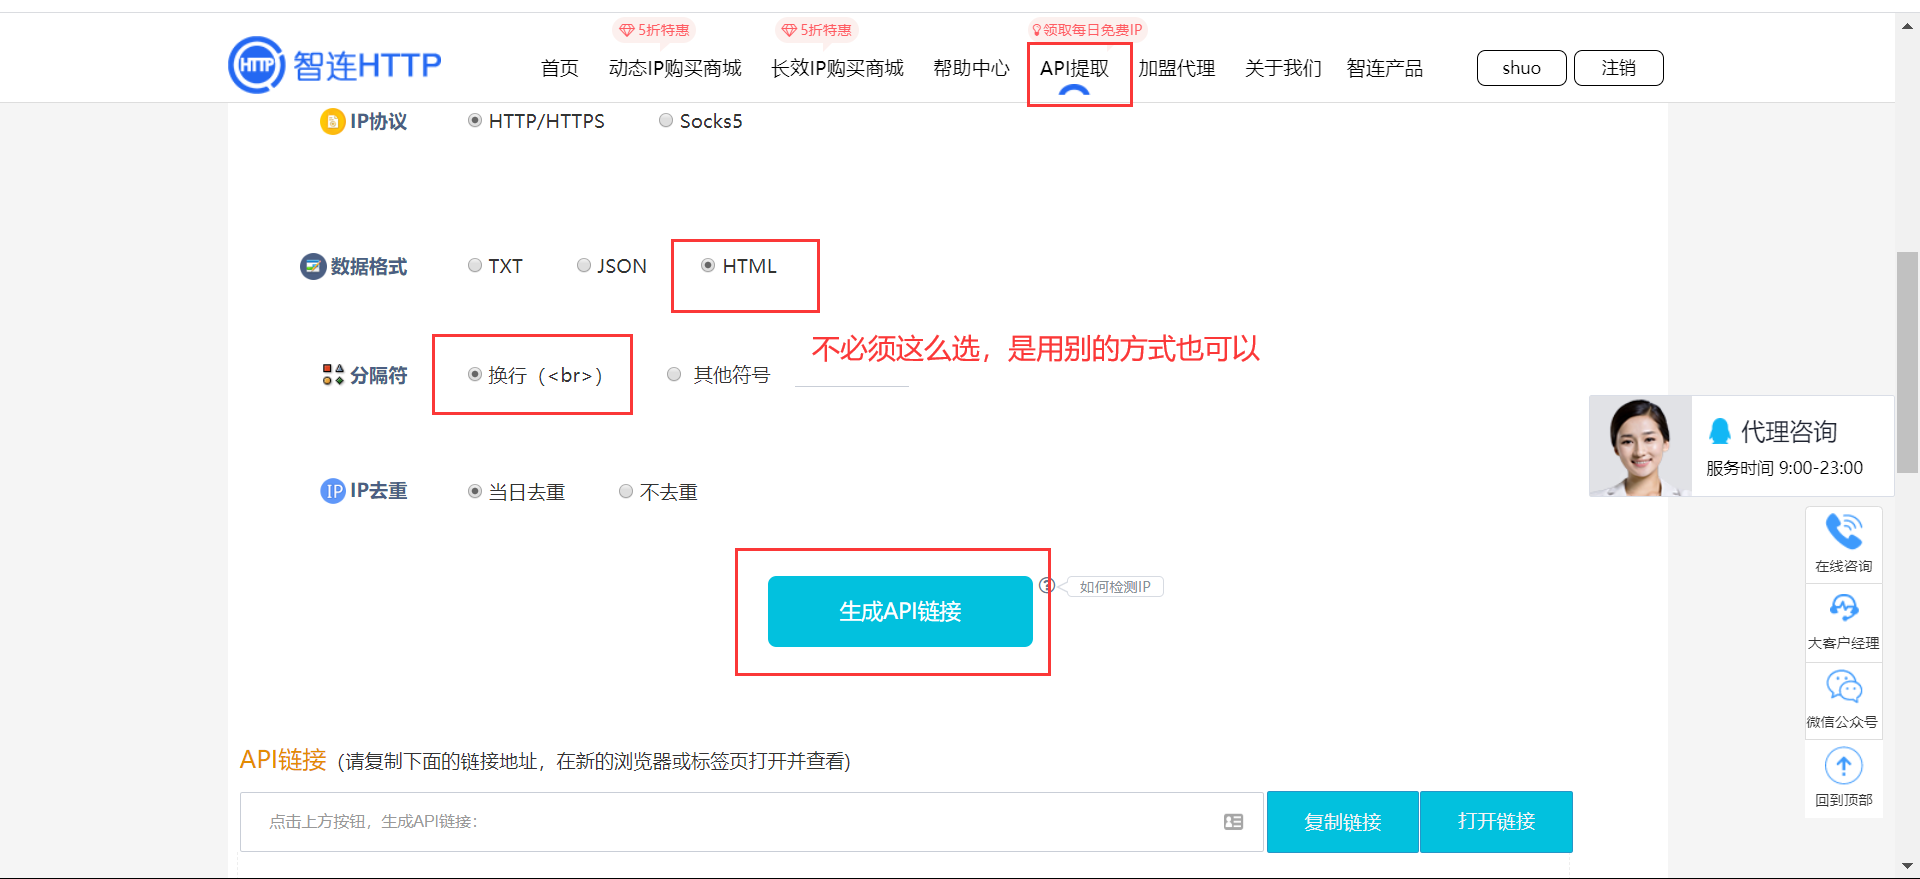 5折特惠
5折特惠
领取每日免费IP
HTTP 智连HTTP
首页 动态IP购买商城 长效IP购买商城 帮助中心 API提取 加盟代理 关于我们 智连产品 shuo 注销
IP协议 HTTP/HTTPS Socks5
数据格式 TXT JSON HTML
不必须这么选，是用别的方式也可以
分隔符 换行（<br>） 其他符号
代理咨询
服务时间 9:00-23:00
IP IP去重 当日去重 不去重
在线咨询
生成API链接 ? 如何检测IP
大客户经理
微信公众号
API链接 (请复制下面的链接地址，在新的浏览器或标签页打开并查看)
回到顶部
点击上方按钮，生成API链接： 复制链接 打开链接